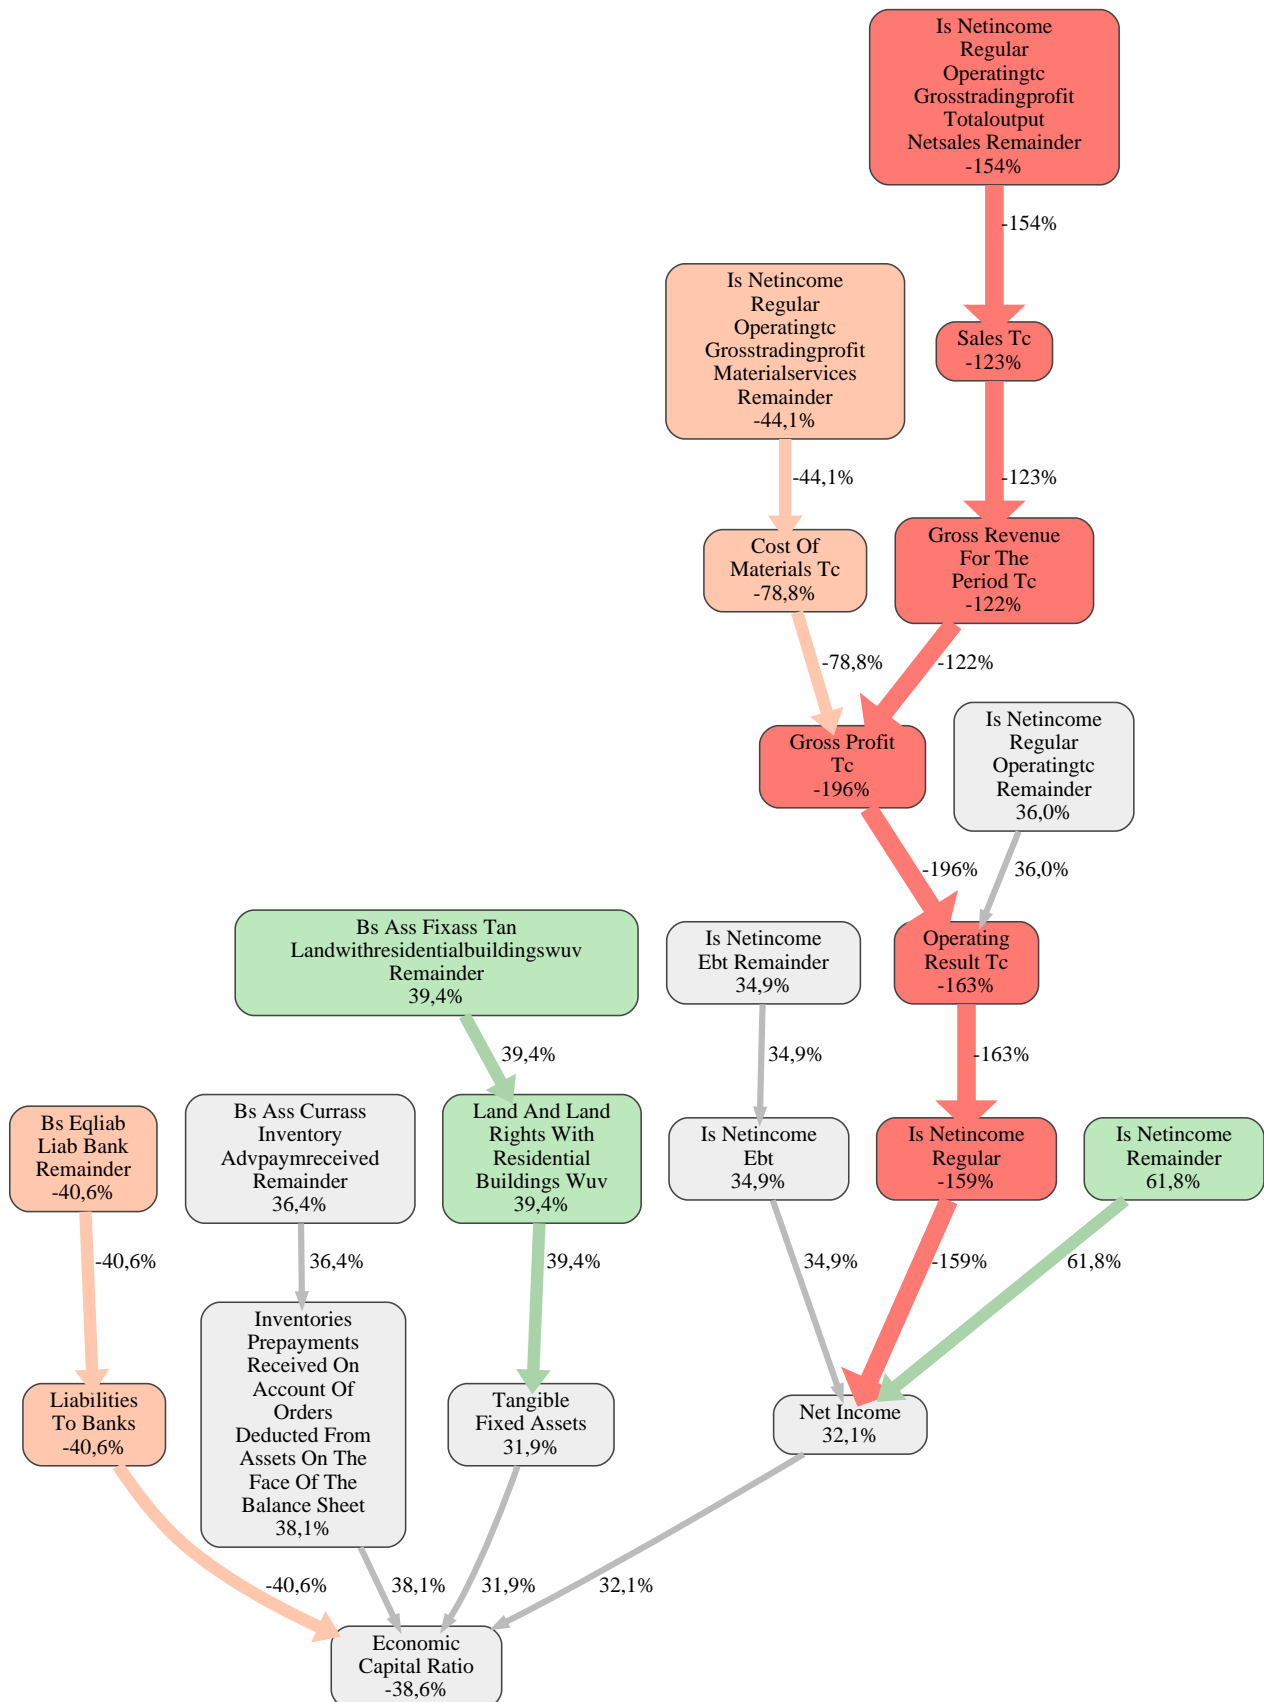 Is Netincome
Regular
Operatingtc
Grosstradingprofit
Totaloutput
Netsales Remainder
-154%
-154%
Is Netincome
Regular
Operatingtc
Grosstradingprofit
Materialservices
Remainder
-44,1%
Sales Tc
-123%
-44,1%
-123%
Cost Of
Materials Tc
-78,8%
Gross Revenue
For The
Period Tc
-122%
-78,8%
-122%
Gross Profit
Tc
-196%
Is Netincome
Regular
Operatingtc
Remainder
36,0%
-196%
36,0%
Bs Ass Fixass Tan
Landwithresidentialbuildingswuv
Remainder
39,4%
Is Netincome
Ebt Remainder
34,9%
Operating
Result Tc
-163%
39,4%
34,9%
-163%
Bs Eqliab
Liab Bank
Remainder
-40,6%
Bs Ass Currass
Inventory
Advpaymreceived
Remainder
36,4%
Land And Land
Rights With
Residential
Buildings Wuv
39,4%
Is Netincome
Ebt
34,9%
Is Netincome
Regular
-159%
Is Netincome
Remainder
61,8%
-40,6%
36,4%
39,4%
34,9%
-159%
61,8%
Liabilities
To Banks
-40,6%
Inventories
Prepayments
Received On
Account Of
Orders
Deducted From
Assets On The
Face Of The
Balance Sheet
38,1%
Tangible
Fixed Assets
31,9%
Net Income
32,1%
-40,6%
38,1%
31,9%
32,1%
Economic
Capital Ratio
-38,6%